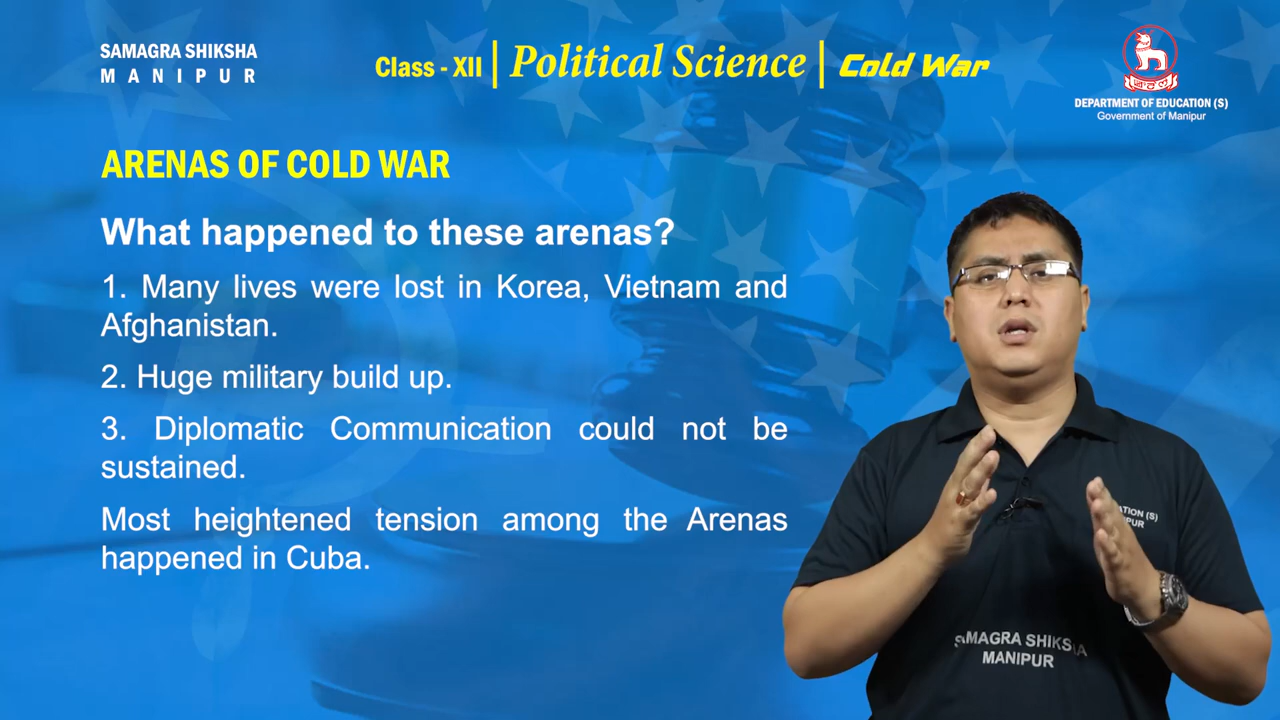 SAMAGRA SHIKSHA
MANIPUR
Class - XII | Political Science | Cold War
DEPARTMENT OF EDUCATION (S)
Government of Manipur
ARENAS OF COLD WAR
What happened to these arenas?
1. Many lives were lost in Korea, Vietnam and
Afghanistan.
2. Huge military build up.
3. Diplomatic Communication could not be
sustained.
Most heightened tension among the Arenas
happened in Cuba.
SAMAGRA SHIKSHA
MANIPUR